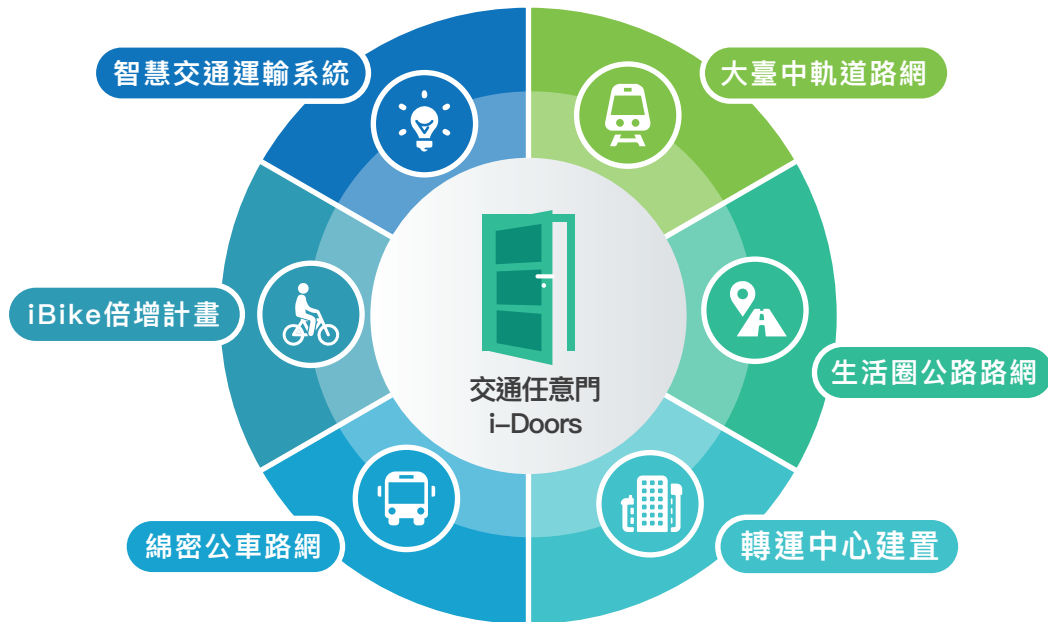 智慧交通運輸系統
大臺中軌道路網
iBike倍增計畫
生活圈公路路網
綿密公車路網
轉運中心建置
交通任意門
i-Doors